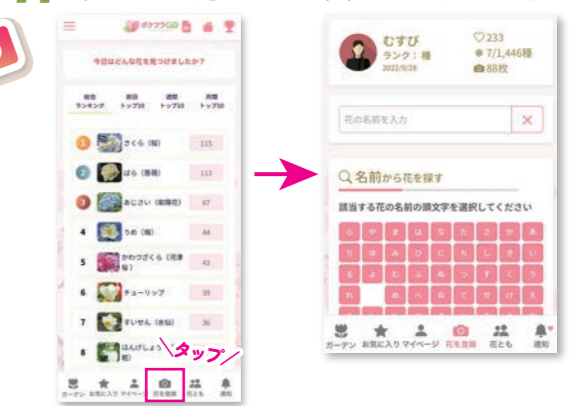 ポケフラGO
今日はどんな花を見つけましたか？
総合
ランキング
前日
トップ10
週間
トップ10
月間
トップ10
1 さくら（桜） 115
2 ばら（薔薇） 113
3 あじさい（紫陽花） 67
4 うめ（梅） 44
5 かわづざくら（河津
桜） 43
6 チューリップ 39
7 すいせん（水仙） 36
8 はんげしょう
タップ
ガーデン お気に入り マイページ 花を登録 花とも 通知
むすび
ランク：種
2022/9/28
233
7/1,446種
88枚
花の名前を入力
×
名前から花を探す
該当する花の名前の頭文字を選択してください
ら や ま は な た さ か あ
り ゆ み ひ に ち し き い
る よ む ふ ぬ つ す く う
れ め へ ね て せ け え
ガーデン お気に入り マイページ 花を登録 花とも 通知